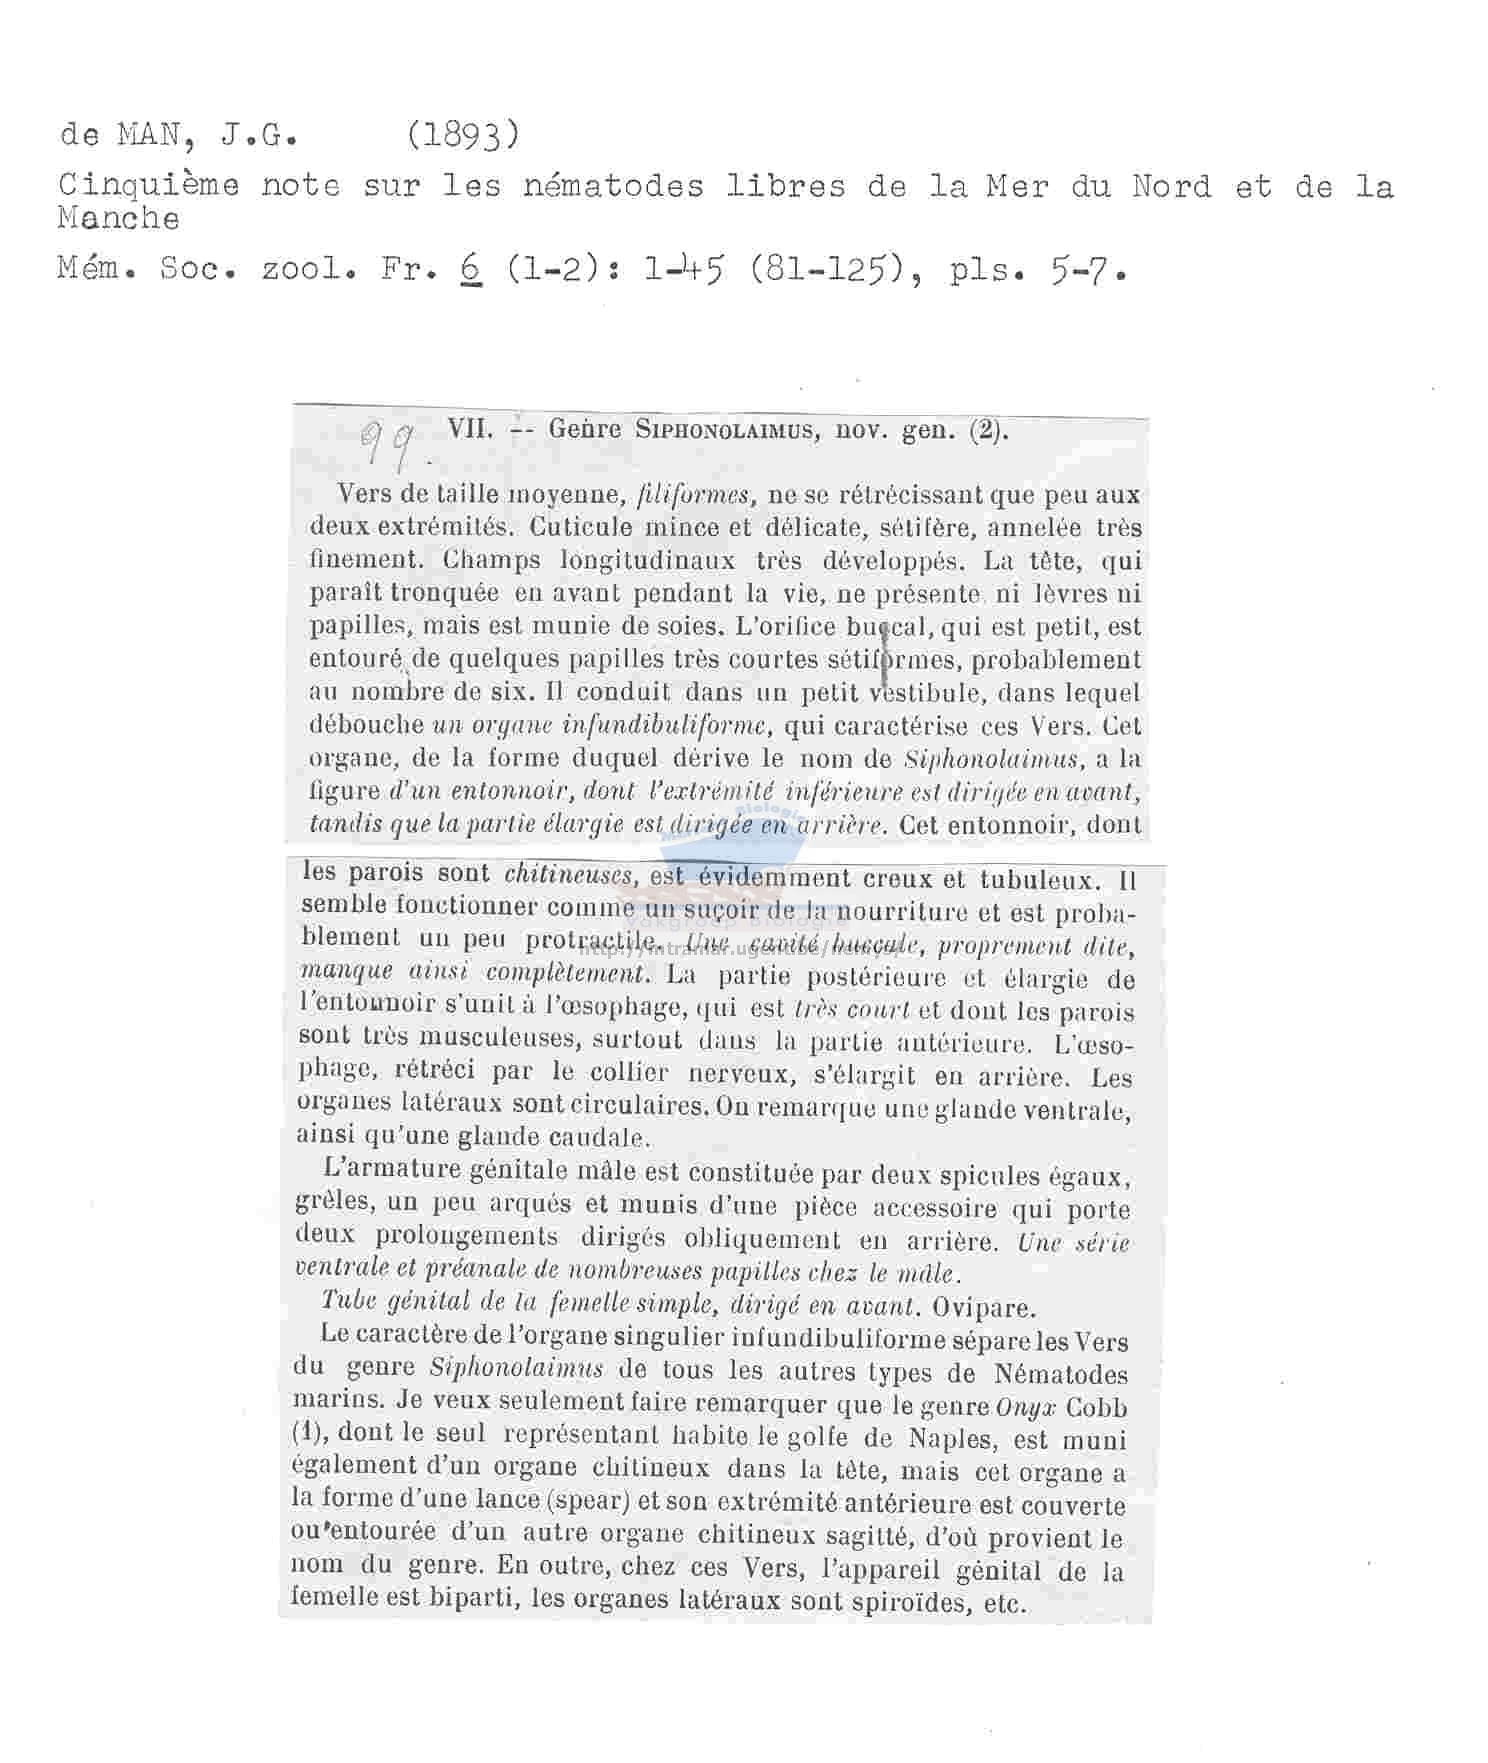 de MAN, J.G. (1893)
Cinquième note sur les nématodes libres de la Mer du Nord et de la
Manche
Mém. Soc. zool. Fr. 6 (1-2): 1-45 (81-125), pls. 5-7.
99.
VII. -- Genre SIPHONOLAIMUS, nov. gen. (2).
Vers de taille moyenne, filiformes, ne se rétrécissant que peu aux
deux extrémités. Cuticule mince et délicate, sétifère, annelée très
finement. Champs longitudinaux très développés. La tête, qui
paraît tronquée en avant pendant la vie, ne présente ni lèvres ni
papilles, mais est munie de soies. L'orifice buccal, qui est petit, est
entouré de quelques papilles très courtes sétiformes, probablement
au nombre de six. Il conduit dans un petit vestibule, dans lequel
débouche un organe infundibuliforme, qui caractérise ces Vers. Cet
organe, de la forme duquel dérive le nom de Siphonolaimus, a la
figure d'un entonnoir, dont l'extrémité inférieure est dirigée en avant,
tandis que la partie élargie est dirigée en arrière. Cet entonnoir, dont
les parois sont chitineuses, est évidemment creux et tubuleux. Il
semble fonctionner comme un suçoir de la nourriture et est proba-
blement un peu protractile. Une cavité buccale, proprement dite,
manque ainsi complètement. La partie postérieure et élargie de
l'entonnoir s'unit à l'œsophage, qui est très court et dont les parois
sont très musculeuses, surtout dans la partie antérieure. L'œso-
phage, rétréci par le collier nerveux, s'élargit en arrière. Les
organes latéraux sont circulaires. On remarque une glande ventrale,
ainsi qu'une glande caudale.
L'armature génitale mâle est constituée par deux spicules égaux,
grêles, un peu arqués et munis d'une pièce accessoire qui porte
deux prolongements dirigés obliquement en arrière. Une série
ventrale et préanale de nombreuses papilles chez le mâle.
Tube génital de la femelle simple, dirigé en avant. Ovipare.
Le caractère de l'organe singulier infundibuliforme sépare les Vers
du genre Siphonolaimus de tous les autres types de Nématodes
marins. Je veux seulement faire remarquer que le genre Onyx Cobb
(1), dont le seul représentant habite le golfe de Naples, est muni
également d'un organe chitineux dans la tête, mais cet organe a
la forme d'une lance (spear) et son extrémité antérieure est couverte
ou entourée d'un autre organe chitineux sagitté, d'où provient le
nom du genre. En outre, chez ces Vers, l'appareil génital de la
femelle est biparti, les organes latéraux sont spiroïdes, etc.
Vakgroep Biologie